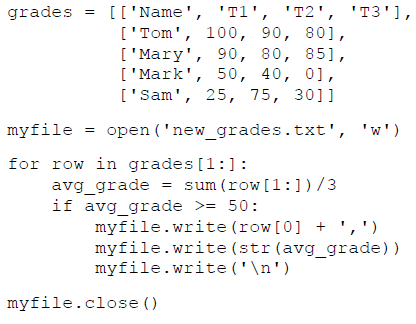 grades = [['Name', 'T1', 'T2', 'T3'],
          ['Tom', 100, 90, 80],
          ['Mary', 90, 80, 85],
          ['Mark', 50, 40, 0],
          ['Sam', 25, 75, 30]]
myfile = open('new_grades.txt', 'w')
for row in grades[1:]:
    avg_grade = sum(row[1:])/3
    if avg_grade >= 50:
        myfile.write(row[0] + ',')
        myfile.write(str(avg_grade))
        myfile.write('\n')
myfile.close()